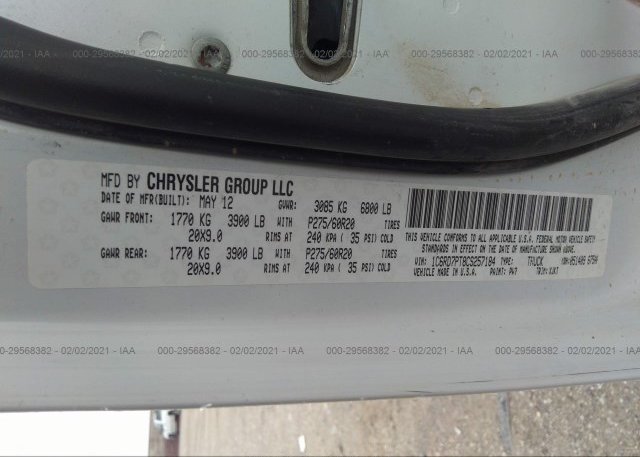 000-29568382 - 02/02/2021 - IAA 000-29568382 - 02/02/2021 - IAA 000-29568382 - 02/02/2021 - IAA
MFD BY CHRYSLER GROUP LLC
DATE OF MFR(BUILT): MAY 12 GVWR: 3085 KG 6800 LB
GAWR FRONT: 1770 KG 3900 LB WITH P275/60R20 TIRES
20X9.0 RIMS AT 240 KPA ( 35 PSI) COLD
GAWR REAR: 1770 KG 3900 LB WITH P275/60R20 TIRES
20X9.0 RIMS AT 240 KPA ( 35 PSI) COLD
THIS VEHICLE CONFORMS TO ALL APPLICABLE U.S.A. FEDERAL MOTOR VEHICLE SAFETY
STANDARDS IN EFFECT ON THE DATE OF MANUFACTURE SHOWN ABOVE.
VIN: 1C6RD7PT8CS257184 TYPE: TRUCK
VEHICLE MADE IN U.S.A. PAINT: PW7 TRIM:
000-29568382 - 02/02/2021 - IAA 000-29568382 - 02/02/2021 - IAA 000-29568382 - 02/02/2021 - IAA